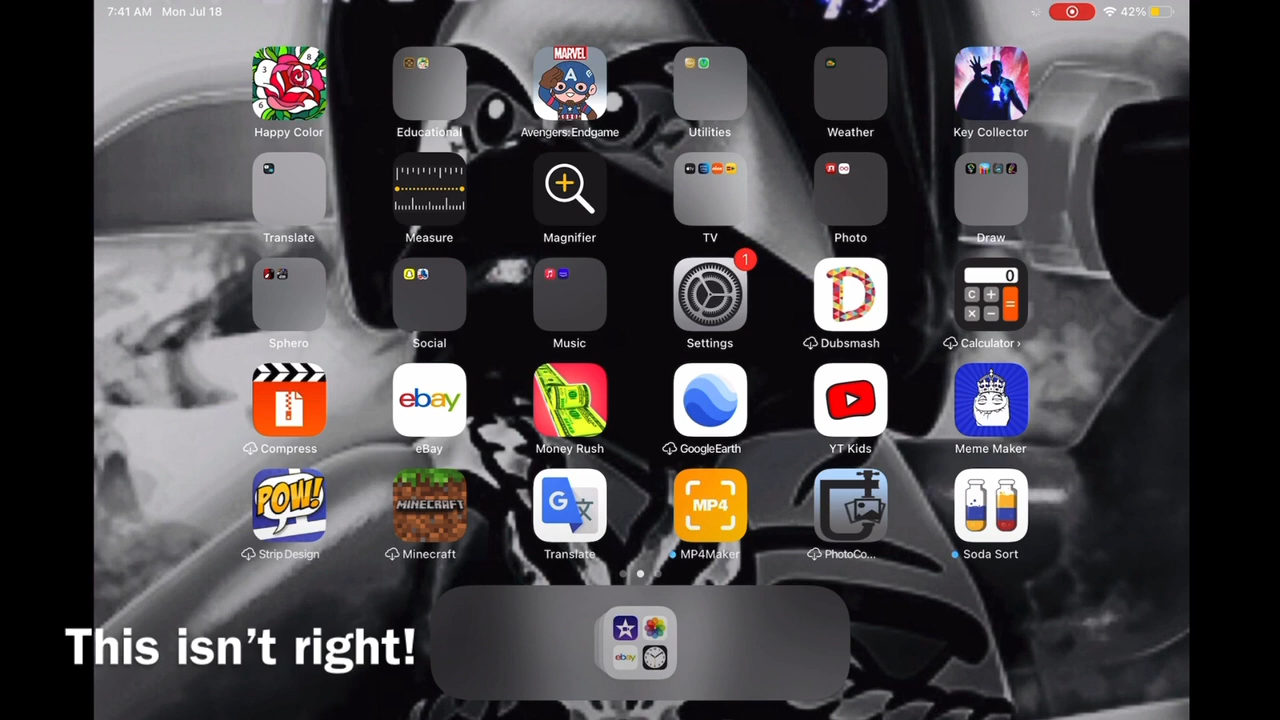 7:41 AM Mon Jul 18
42%
Happy Color
Educational
MARVEL
Avengers:Endgame
Utilities
Weather
Key Collector
Translate
Measure
Magnifier
TV
Photo
Draw
Sphero
Social
Music
1
Settings
Dubsmash
0
Calculator ›
Compress
ebay
eBay
Money Rush
GoogleEarth
YT Kids
Meme Maker
POW!
StripDesign
MINECRAFT
Minecraft
G 文
Translate
MP4
MP4Maker
PhotoCo...
Soda Sort
ebay
This isn't right!